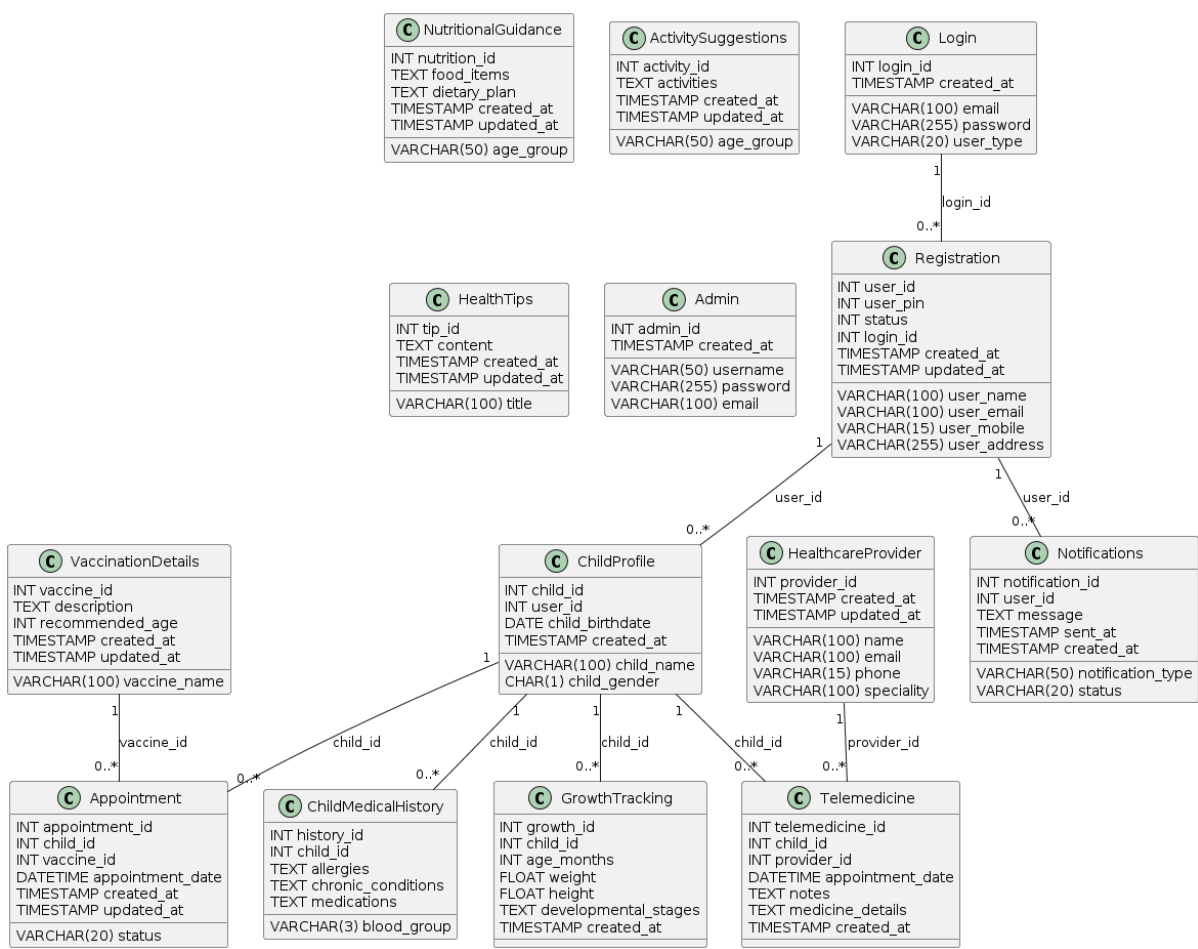 C NutritionalGuidance
INT nutrition_id
TEXT food_items
TEXT dietary_plan
TIMESTAMP created_at
TIMESTAMP updated_at
VARCHAR(50) age_group
C ActivitySuggestions
INT activity_id
TEXT activities
TIMESTAMP created_at
TIMESTAMP updated_at
VARCHAR(50) age_group
C Login
INT login_id
TIMESTAMP created_at
VARCHAR(100) email
VARCHAR(255) password
VARCHAR(20) user_type
1
login_id
0..*
C HealthTips
INT tip_id
TEXT content
TIMESTAMP created_at
TIMESTAMP updated_at
VARCHAR(100) title
C Admin
INT admin_id
TIMESTAMP created_at
VARCHAR(50) username
VARCHAR(255) password
VARCHAR(100) email
C Registration
INT user_id
INT user_pin
INT status
INT login_id
TIMESTAMP created_at
TIMESTAMP updated_at
VARCHAR(100) user_name
VARCHAR(100) user_email
VARCHAR(15) user_mobile
VARCHAR(255) user_address
1
user_id
0..*
1
user_id
0..*
C VaccinationDetails
INT vaccine_id
TEXT description
INT recommended_age
TIMESTAMP created_at
TIMESTAMP updated_at
VARCHAR(100) vaccine_name
C ChildProfile
INT child_id
INT user_id
DATE child_birthdate
TIMESTAMP created_at
VARCHAR(100) child_name
CHAR(1) child_gender
C HealthcareProvider
INT provider_id
TIMESTAMP created_at
TIMESTAMP updated_at
VARCHAR(100) name
VARCHAR(100) email
VARCHAR(15) phone
VARCHAR(100) speciality
C Notifications
INT notification_id
INT user_id
TEXT message
TIMESTAMP sent_at
TIMESTAMP created_at
VARCHAR(50) notification_type
VARCHAR(20) status
1
vaccine_id
0..*
1
child_id
0..*
1
child_id
0..*
1
child_id
0..*
1
child_id
0..*
1
provider_id
0..*
C Appointment
INT appointment_id
INT child_id
INT vaccine_id
DATETIME appointment_date
TIMESTAMP created_at
TIMESTAMP updated_at
VARCHAR(20) status
C ChildMedicalHistory
INT history_id
INT child_id
TEXT allergies
TEXT chronic_conditions
TEXT medications
VARCHAR(3) blood_group
C GrowthTracking
INT growth_id
INT child_id
INT age_months
FLOAT weight
FLOAT height
TEXT developmental_stages
TIMESTAMP created_at
C Telemedicine
INT telemedicine_id
INT child_id
INT provider_id
DATETIME appointment_date
TEXT notes
TEXT medicine_details
TIMESTAMP created_at